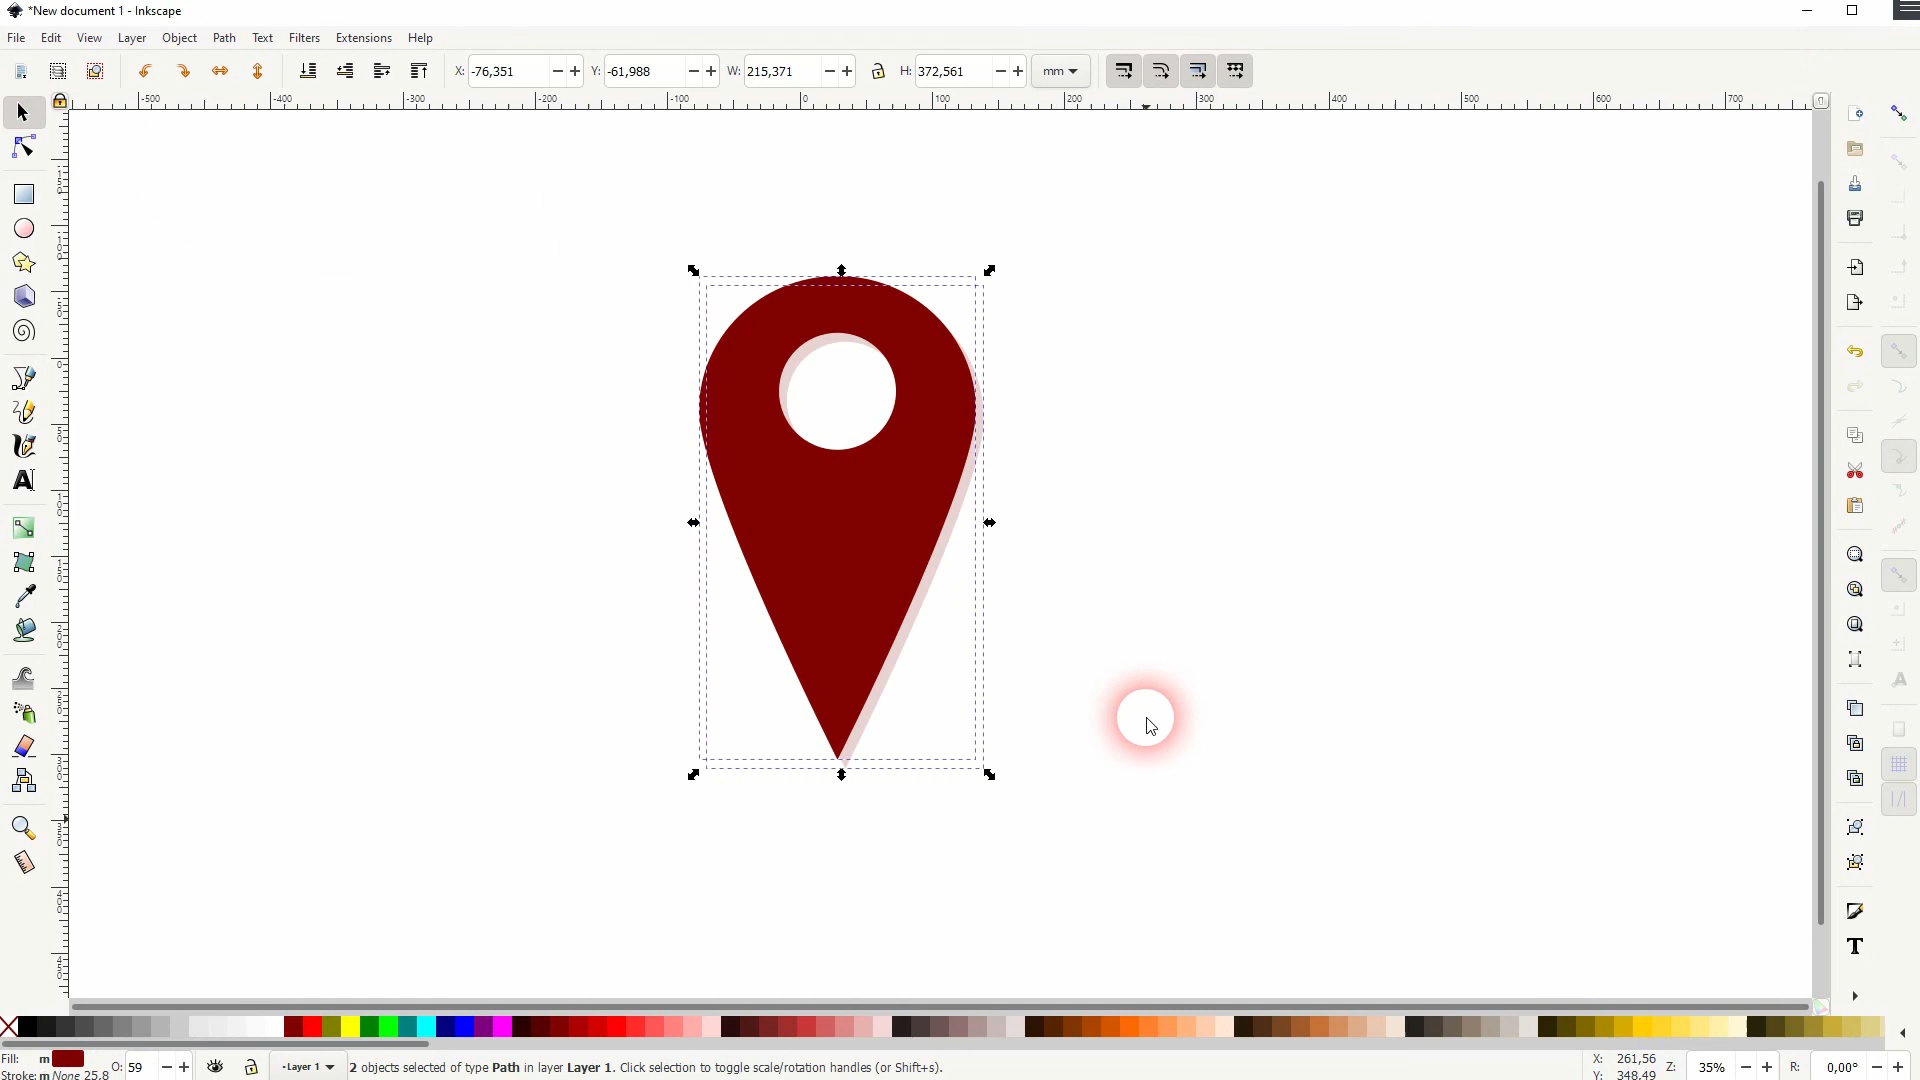 *New document 1 - Inkscape
File Edit View Layer Object Path Text Filters Extensions Help
X: -76,351 Y: -61,988 W: 215,371 H: 372,561 mm
-500 -400 -300 -200 -100 0 100 200 300 400 500 600 700
Fill: m O: 59 Layer 1 2 objects selected of type Path in layer Layer 1. Click selection to toggle scale/rotation handles (or Shift+s). X: 261,56 Z: 35% R: 0,00°
Stroke: m None 25,8 Y: 348,49